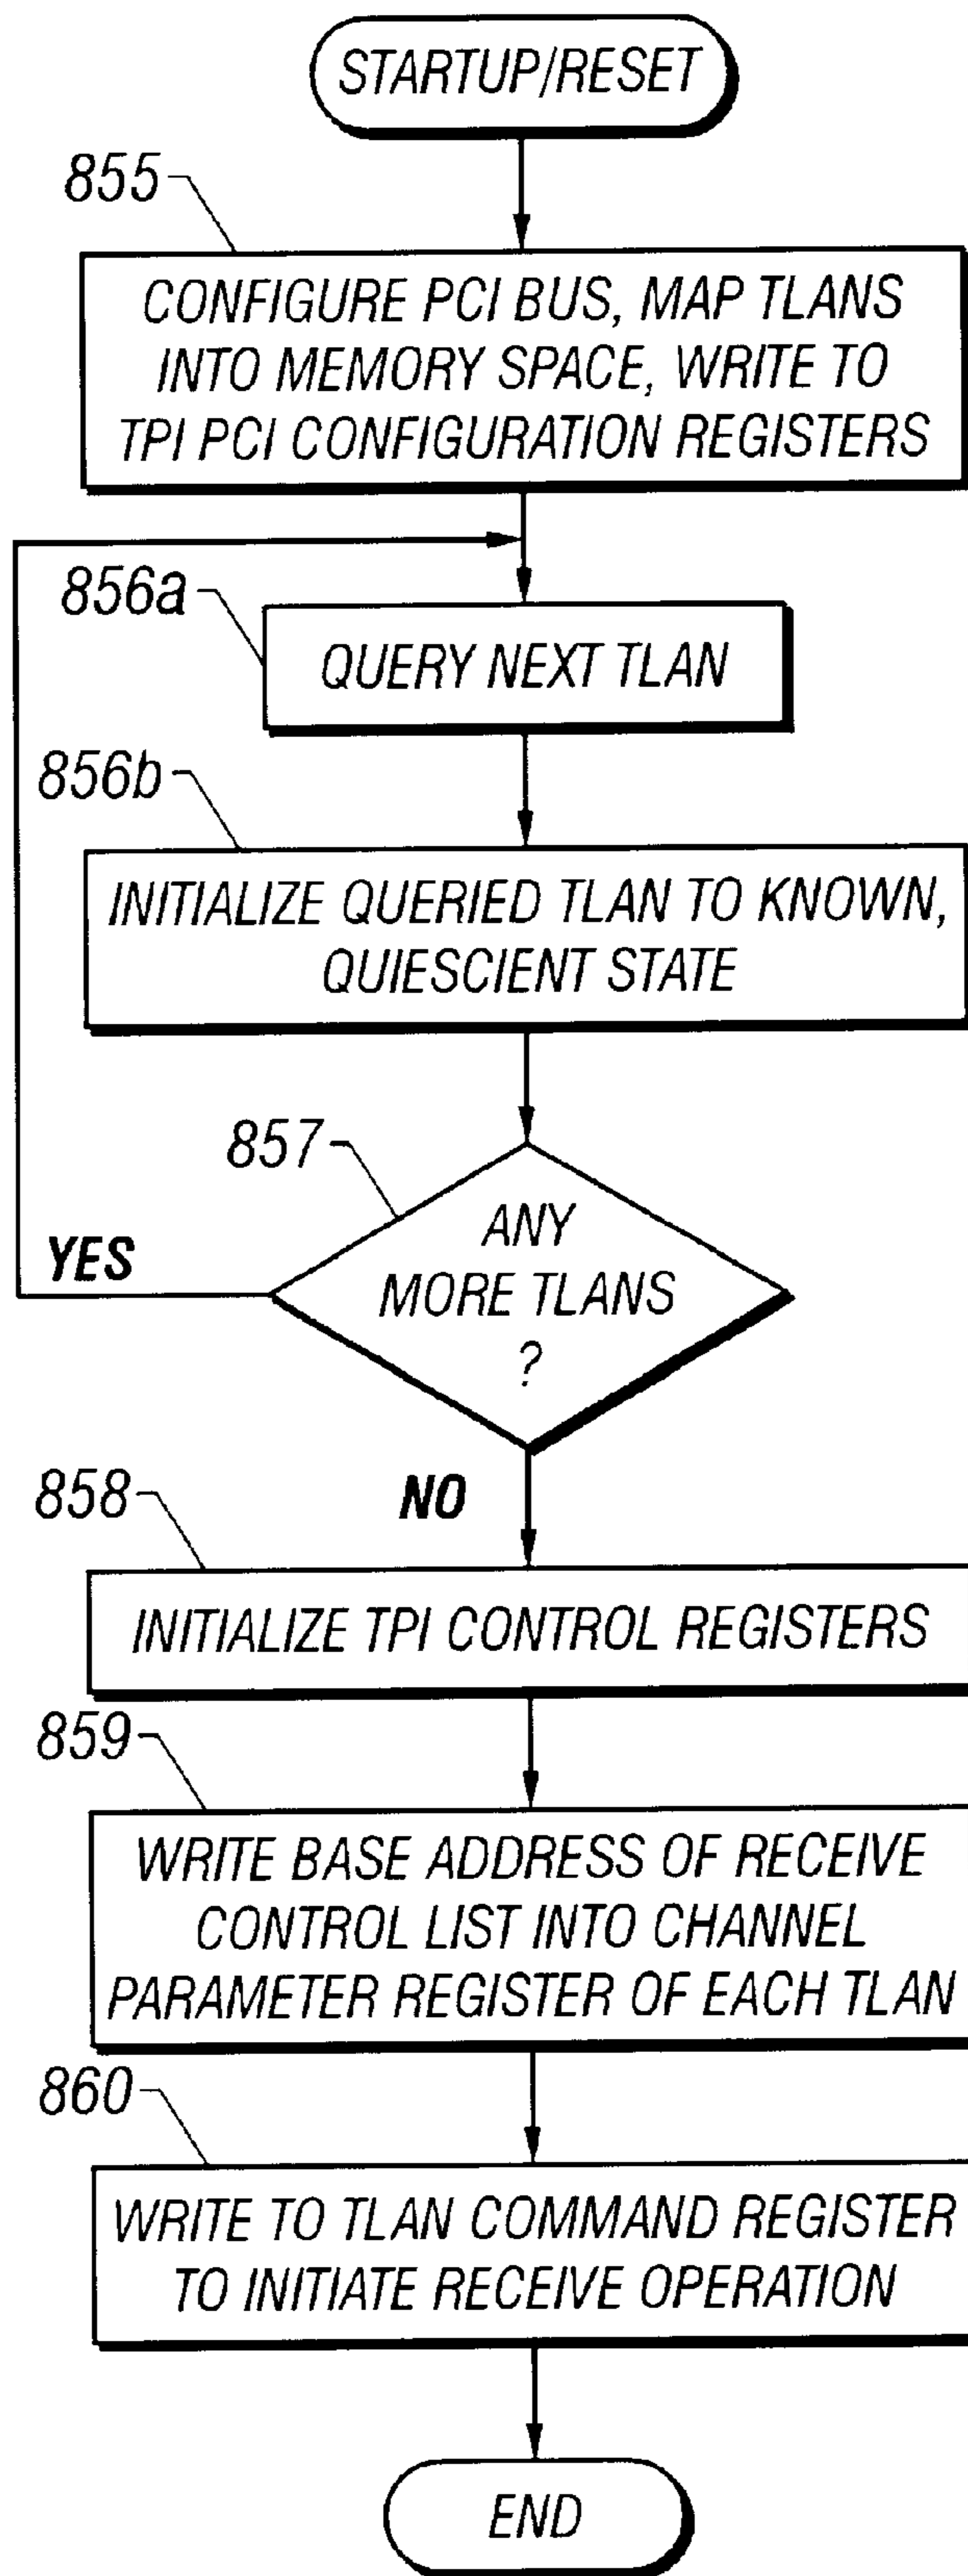 STARTUP/RESET
855
CONFIGURE PCI BUS, MAP TLANS
INTO MEMORY SPACE, WRITE TO
TPI PCI CONFIGURATION REGISTERS
856a
QUERY NEXT TLAN
856b
INITIALIZE QUERIED TLAN TO KNOWN,
QUIESCIENT STATE
857
ANY
MORE TLANS
?
YES
NO
858
INITIALIZE TPI CONTROL REGISTERS
859
WRITE BASE ADDRESS OF RECEIVE
CONTROL LIST INTO CHANNEL
PARAMETER REGISTER OF EACH TLAN
860
WRITE TO TLAN COMMAND REGISTER
TO INITIATE RECEIVE OPERATION
END